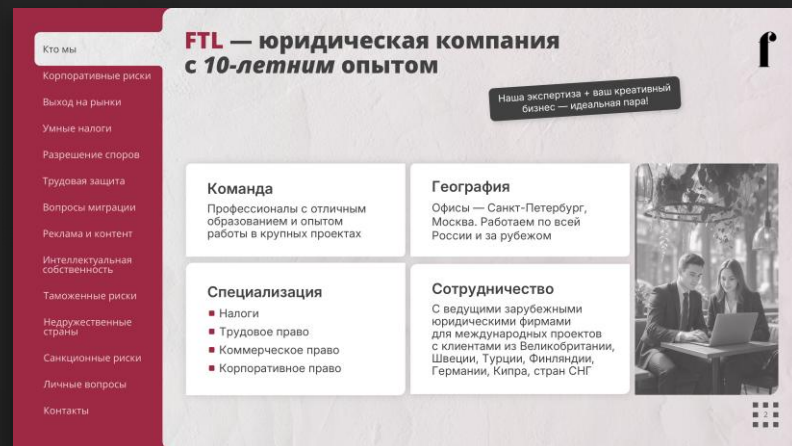 Кто мы
Корпоративные риски
Выход на рынки
Умные налоги
Разрешение споров
Трудовая защита
Вопросы миграции
Реклама и контент
Интеллектуальная
собственность
Таможенные риски
Недружественные
страны
Санкционные риски
Личные вопросы
Контакты
FTL — юридическая компания
с 10-летним опытом
f
Наша экспертиза + ваш креативный
бизнес — идеальная пара!
Команда
Профессионалы с отличным
образованием и опытом
работы в крупных проектах
География
Офисы — Санкт-Петербург,
Москва. Работаем по всей
России и за рубежом
Специализация
Налоги
Трудовое право
Коммерческое право
Корпоративное право
Сотрудничество
С ведущими зарубежными
юридическими фирмами
для международных проектов
с клиентами из Великобритании,
Швеции, Турции, Финляндии,
Германии, Кипра, стран СНГ
2